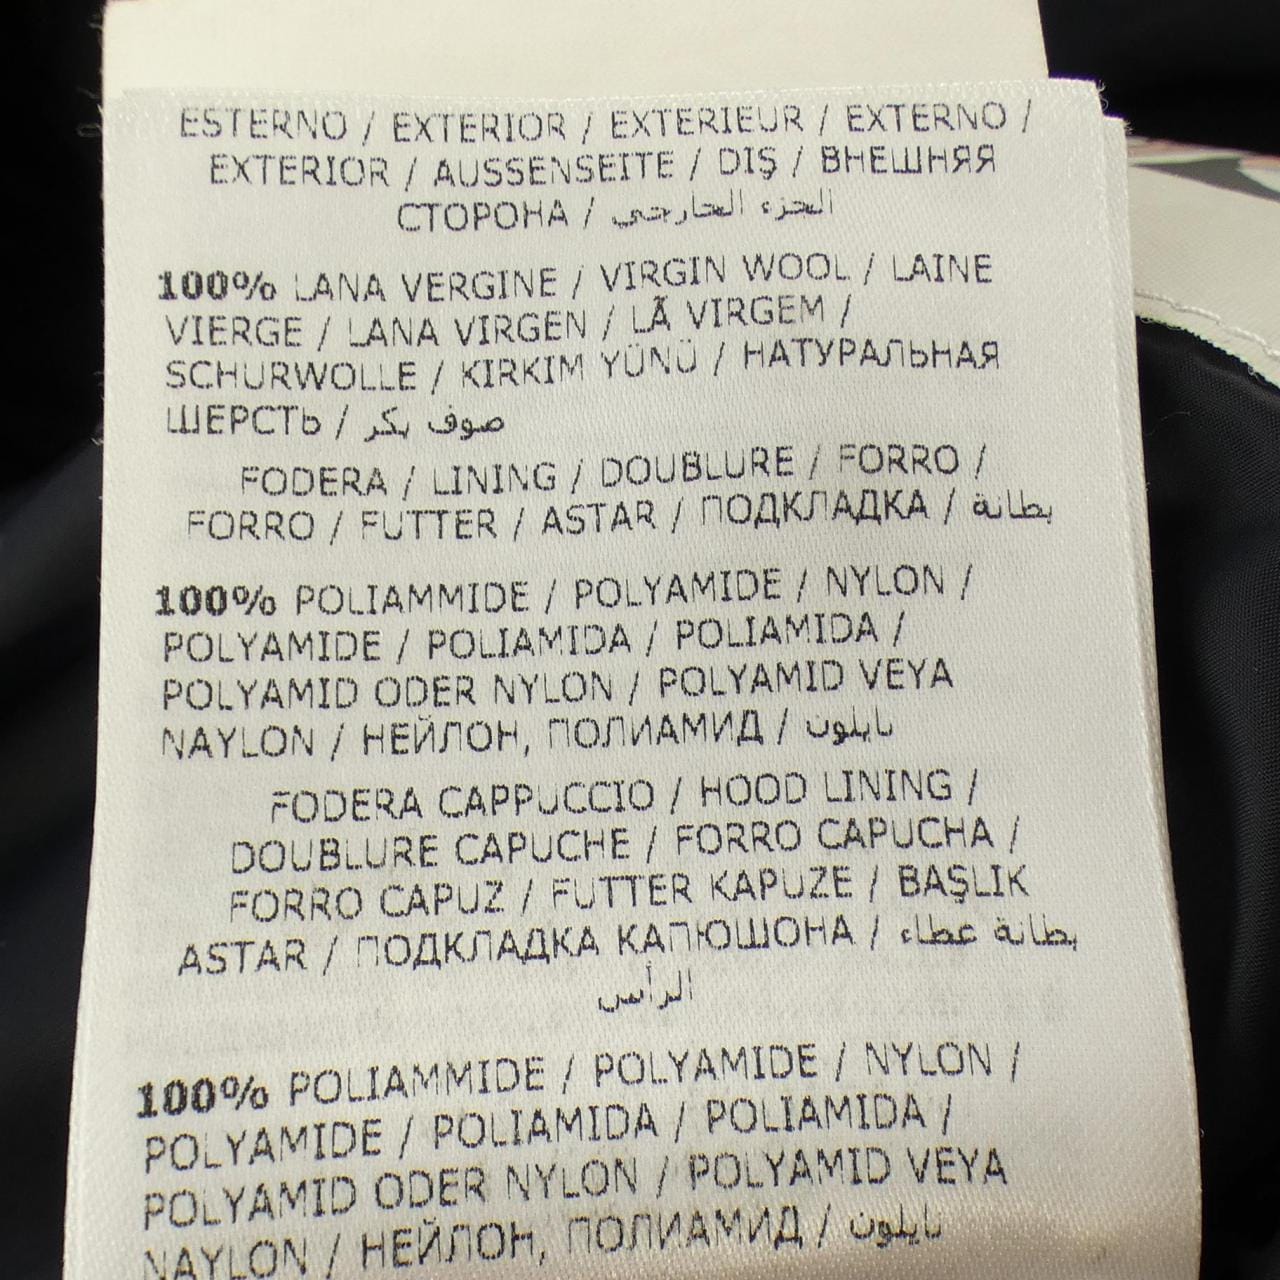 ESTERNO / EXTERIOR / EXTERIEUR / EXTERNO /
EXTERIOR / AUSSENSEITE / DIŞ / ВНЕШНЯЯ
СТОРОНА / الجزء الخارجي
100% LANA VERGINE / VIRGIN WOOL / LAINE
VIERGE / LANA VIRGEN / LÃ VIRGEM /
SCHURWOLLE / KIRKIM YÜNÜ / НАТУРАЛЬНАЯ
ШЕРСТЬ / صوف بكر
FODERA / LINING / DOUBLURE / FORRO /
FORRO / FUTTER / ASTAR / ПОДКЛАДКА / بطانة
100% POLIAMMIDE / POLYAMIDE / NYLON /
POLYAMIDE / POLIAMIDA / POLIAMIDA /
POLYAMID ODER NYLON / POLYAMID VEYA
NAYLON / НЕЙЛОН, ПОЛИАМИД / نايلون
FODERA CAPPUCCIO / HOOD LINING /
DOUBLURE CAPUCHE / FORRO CAPUCHA /
FORRO CAPUZ / FUTTER KAPUZE / BAŞLIK
ASTAR / ПОДКЛАДКА КАПЮШОНА / بطانة غطاء
الرأس
100% POLIAMMIDE / POLYAMIDE / NYLON /
POLYAMIDE / POLIAMIDA / POLIAMIDA /
POLYAMID ODER NYLON / POLYAMID VEYA
NAYLON / НЕЙЛОН, ПОЛИАМИД / نايلون